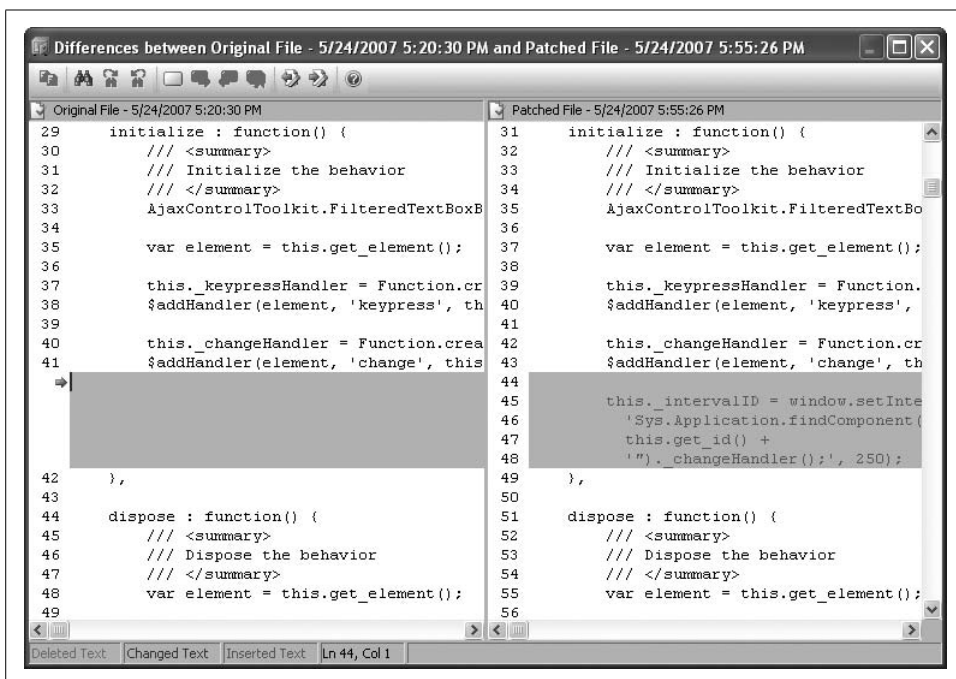 Differences between Original File - 5/24/2007 5:20:30 PM and Patched File - 5/24/2007 5:55:26 PM
Original File - 5/24/2007 5:20:30 PM
29 initialize : function() {
30 /// <summary>
31 /// Initialize the behavior
32 /// </summary>
33 AjaxControlToolkit.FilteredTextBoxB
34
35 var element = this.get_element();
36
37 this._keypressHandler = Function.cr
38 $addHandler(element, 'keypress', th
39
40 this._changeHandler = Function.crea
41 $addHandler(element, 'change', this
42 },
43
44 dispose : function() {
45 /// <summary>
46 /// Dispose the behavior
47 /// </summary>
48 var element = this.get_element();
49
Patched File - 5/24/2007 5:55:26 PM
31 initialize : function() {
32 /// <summary>
33 /// Initialize the behavior
34 /// </summary>
35 AjaxControlToolkit.FilteredTextBo
36
37 var element = this.get_element();
38
39 this._keypressHandler = Function.
40 $addHandler(element, 'keypress',
41
42 this._changeHandler = Function.cr
43 $addHandler(element, 'change', th
44
45 this._intervalID = window.setInte
46 'Sys.Application.findComponent(
47 this.get_id() +
48 '")._changeHandler();', 250);
49 },
50
51 dispose : function() {
52 /// <summary>
53 /// Dispose the behavior
54 /// </summary>
55 var element = this.get_element();
56
Deleted Text Changed Text Inserted Text Ln 44, Col 1